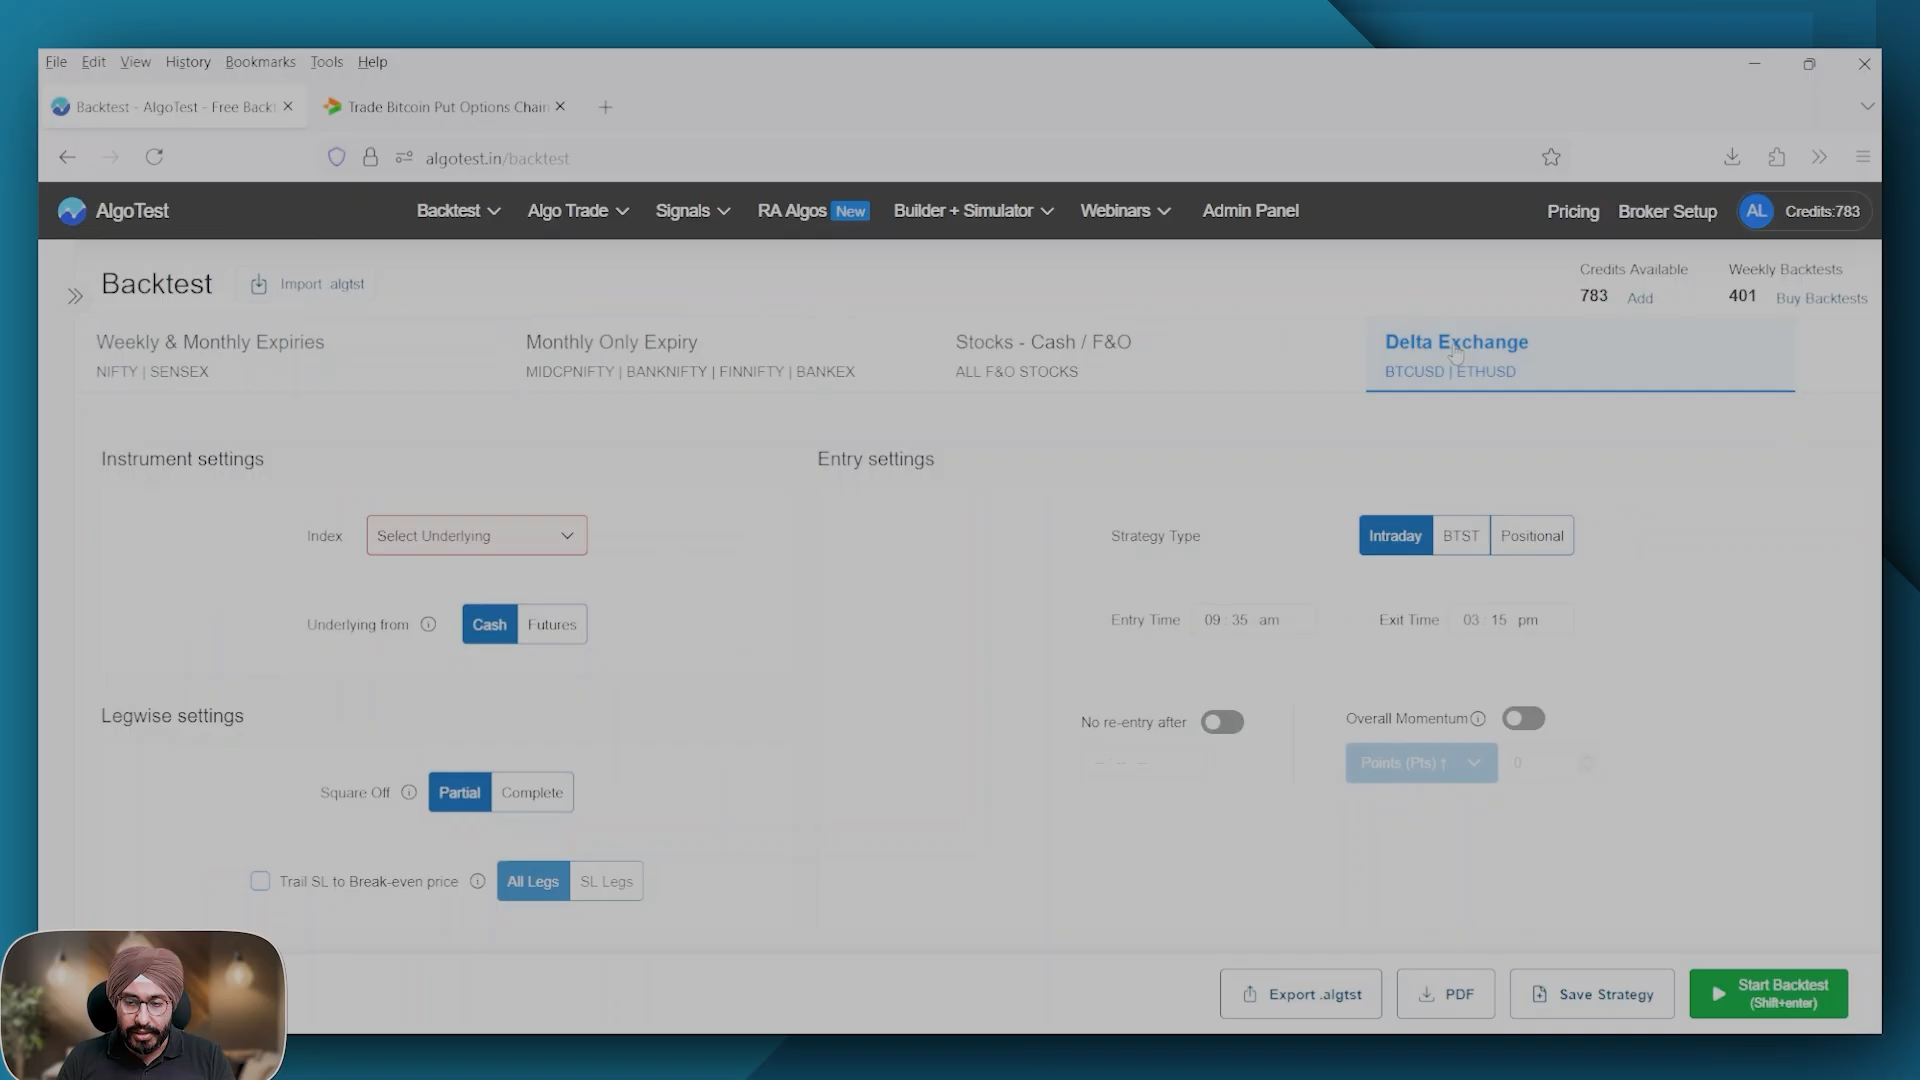 File Edit View History Bookmarks Tools Help
Backtest - AlgoTest - Free Backt
Trade Bitcoin Put Options Chain
algotest.in/backtest
AlgoTest
Backtest
Algo Trade
Signals
RA Algos New
Builder + Simulator
Webinars
Admin Panel
Pricing
Broker Setup
AL
Credits:783
Backtest
Import .algtst
Credits Available
783 Add
Weekly Backtests
401 Buy Backtests
Weekly & Monthly Expiries
NIFTY | SENSEX
Monthly Only Expiry
MIDCPNIFTY | BANKNIFTY | FINNIFTY | BANKEX
Stocks - Cash / F&O
ALL F&O STOCKS
Delta Exchange
BTCUSD | ETHUSD
Instrument settings
Index Select Underlying
Underlying from Cash Futures
Legwise settings
Square Off Partial Complete
Trail SL to Break-even price All Legs SL Legs
Entry settings
Strategy Type Intraday BTST Positional
Entry Time 09 : 35 am
Exit Time 03 : 15 pm
No re-entry after
-- : -- --
Overall Momentum
Points (Pts) ↑ 0
Export .algtst
PDF
Save Strategy
Start Backtest
(Shift+enter)